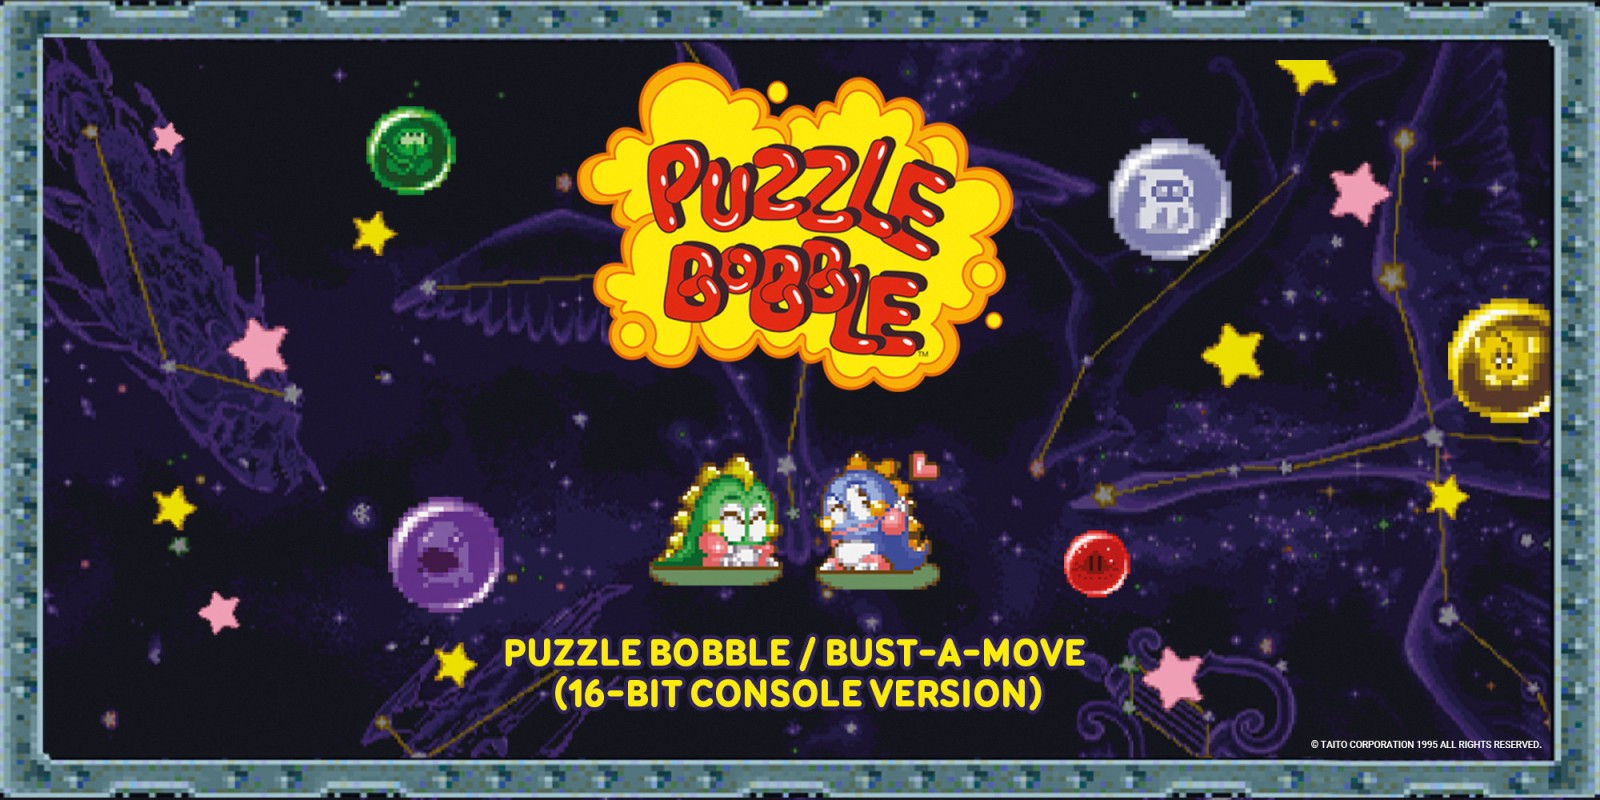 PUZZLE
BOBBLE
™
PUZZLE BOBBLE / BUST-A-MOVE
(16-BIT CONSOLE VERSION)
© TAITO CORPORATION 1995 ALL RIGHTS RESERVED.